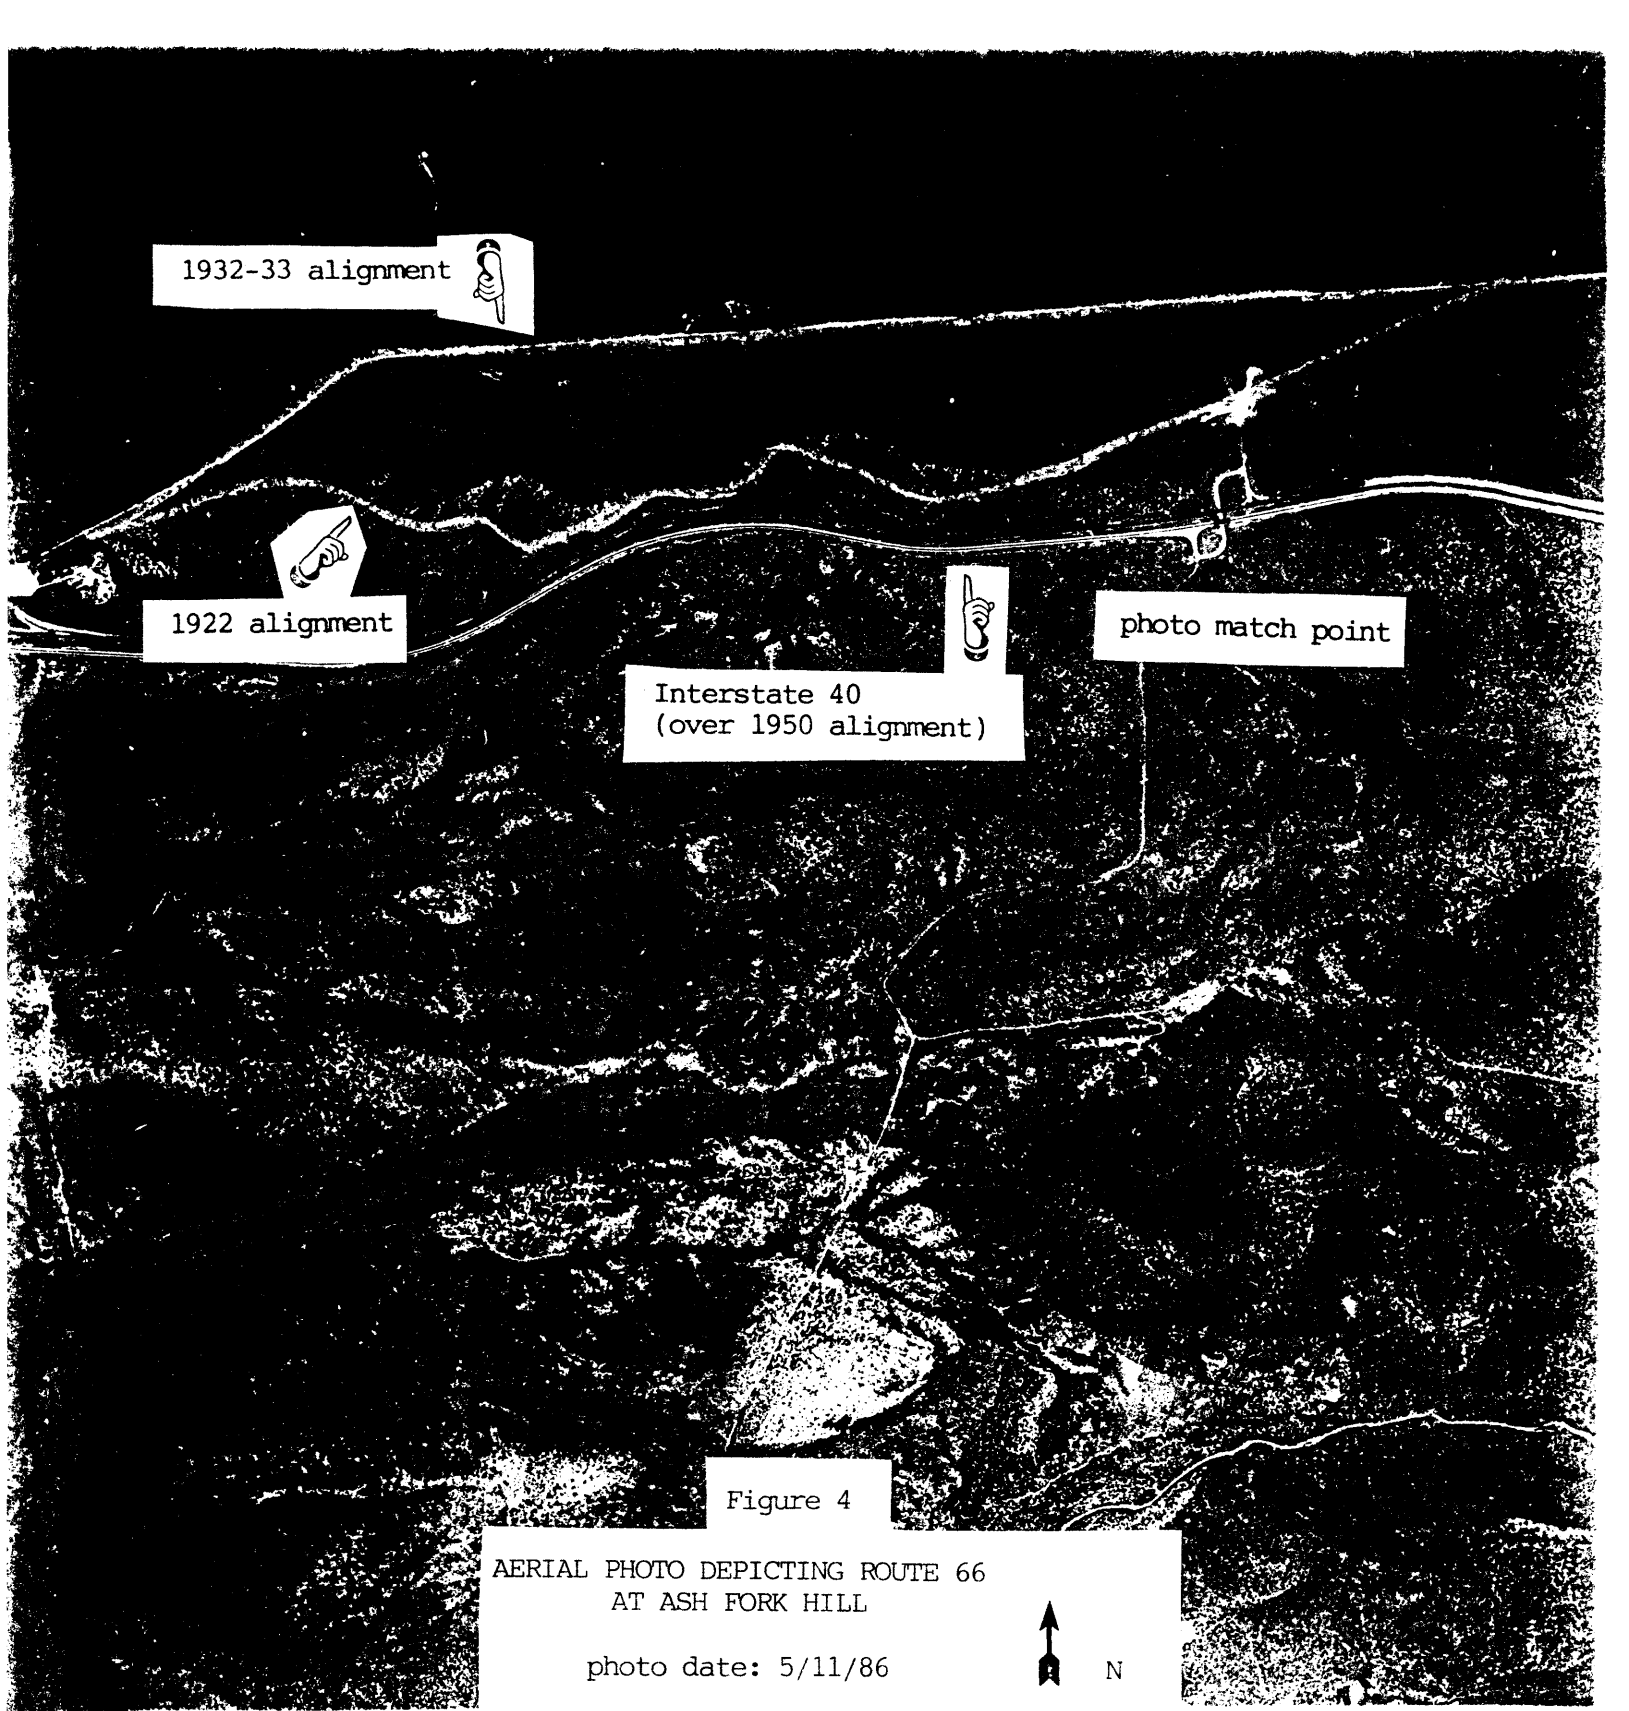 1932-33 alignment
1922 alignment
photo match point
Interstate 40
(over 1950 alignment)
Figure 4
AERIAL PHOTO DEPICTING ROUTE 66
AT ASH FORK HILL
photo date: 5/11/86
N